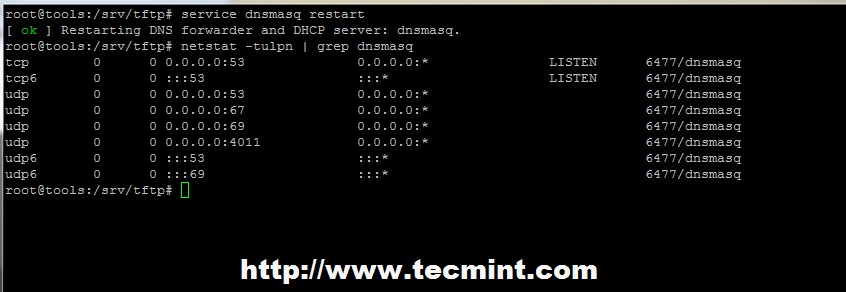 root@tools:/srv/tftp# service dnsmasq restart
[ ok ] Restarting DNS forwarder and DHCP server: dnsmasq.
root@tools:/srv/tftp# netstat -tulpn | grep dnsmasq
tcp        0      0 0.0.0.0:53              0.0.0.0:*               LISTEN      6477/dnsmasq
tcp6       0      0 :::53                   :::*                    LISTEN      6477/dnsmasq
udp        0      0 0.0.0.0:53              0.0.0.0:*                           6477/dnsmasq
udp        0      0 0.0.0.0:67              0.0.0.0:*                           6477/dnsmasq
udp        0      0 0.0.0.0:69              0.0.0.0:*                           6477/dnsmasq
udp        0      0 0.0.0.0:4011            0.0.0.0:*                           6477/dnsmasq
udp6       0      0 :::53                   :::*                                6477/dnsmasq
udp6       0      0 :::69                   :::*                                6477/dnsmasq
root@tools:/srv/tftp#
http://www.tecmint.com